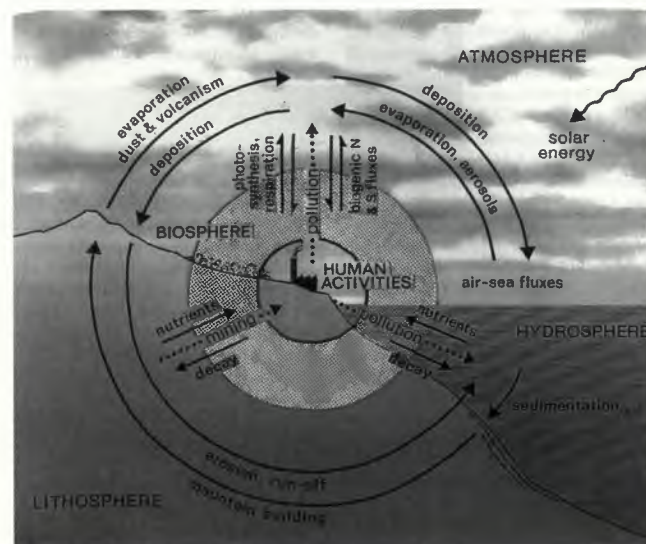 ATMOSPHERE
evaporation
dust & volcanism
deposition
deposition
evaporation, aerosols
solar
energy
photo-
synthesis,
respiration
pollution
biogenic N
& S fluxes
BIOSPHERE
HUMAN
ACTIVITIES
air-sea fluxes
nutrients
mining
decay
pollution
nutrients
decay
HYDROSPHERE
sedimentation
erosion, run-off
mountain building
LITHOSPHERE